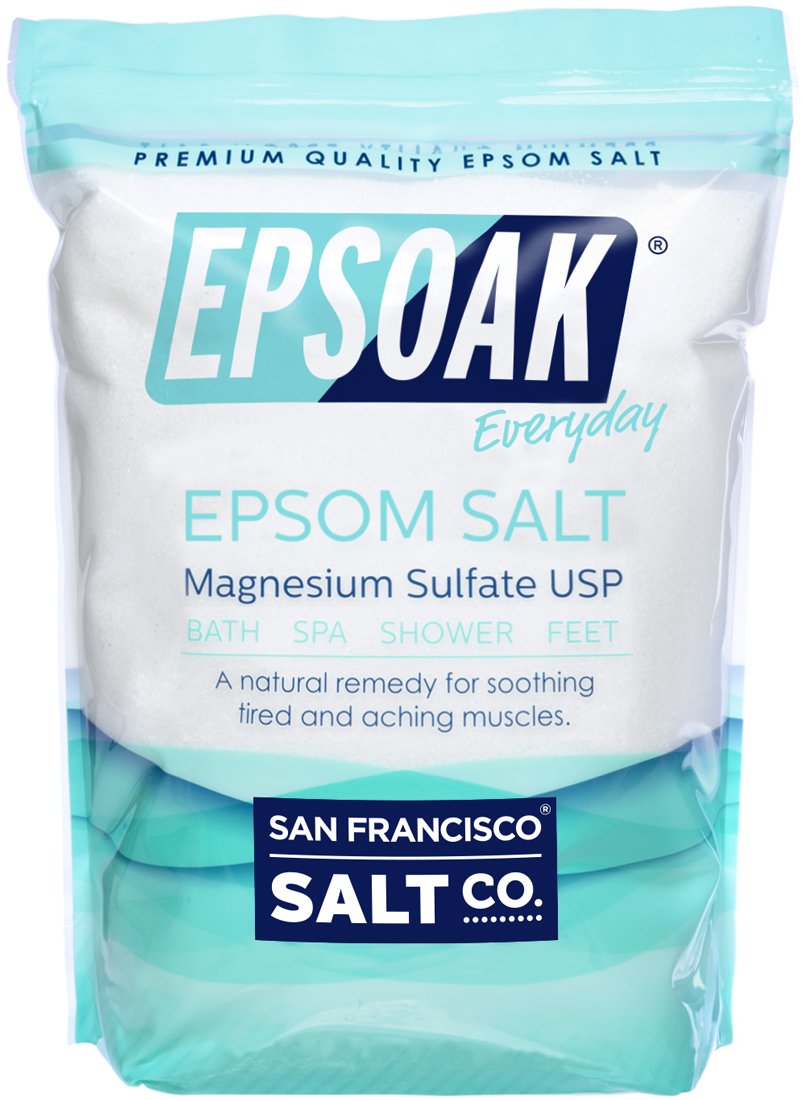 PREMIUM QUALITY EPSOM SALT
EPSOAK®
Everyday
EPSOM SALT
Magnesium Sulfate USP
BATH SPA SHOWER FEET
A natural remedy for soothing
tired and aching muscles.
SAN FRANCISCO®
SALT CO.